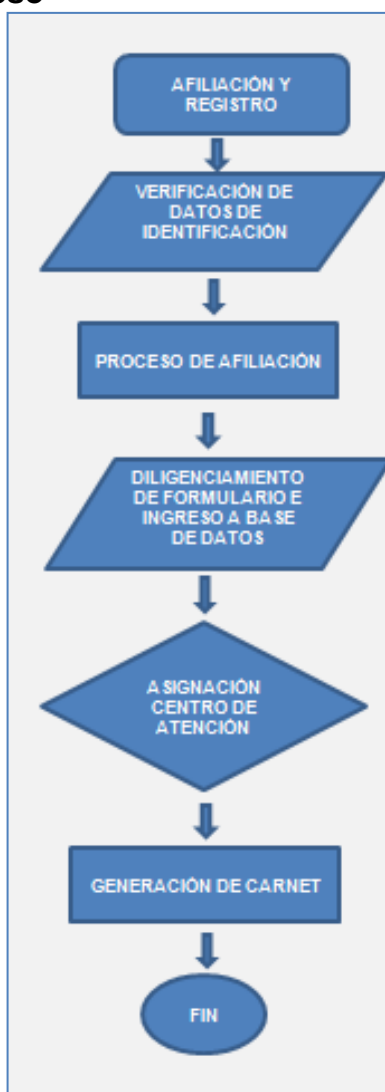 AFILIACIÓN Y
REGISTRO
VERIFICACIÓN DE
DATOS DE
IDENTIFICACIÓN
PROCESO DE AFILIACIÓN
DILIGENCIAMIENTO
DE FORMULARIO E
INGRESO A BASE
DE DATOS
ASIGNACIÓN
CENTRO DE
ATENCIÓN
GENERACIÓN DE CARNET
FIN